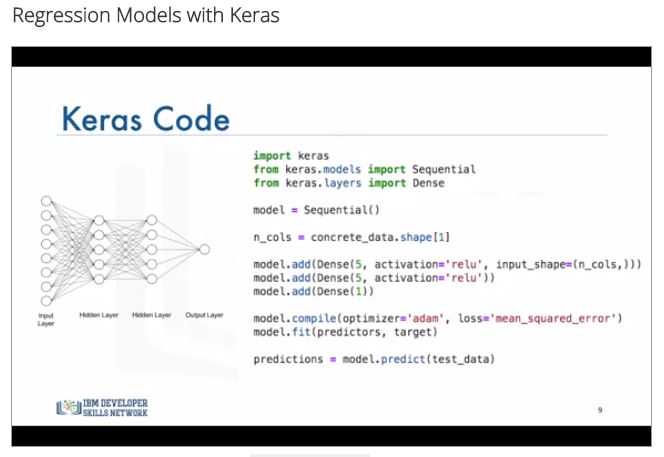 Regression Models with Keras
Keras Code
import keras
from keras.models import Sequential
from keras.layers import Dense
model = Sequential()
n_cols = concrete_data.shape[1]
model.add(Dense(5, activation='relu', input_shape=(n_cols,)))
model.add(Dense(5, activation='relu'))
model.add(Dense(1))
model.compile(optimizer='adam', loss='mean_squared_error')
model.fit(predictors, target)
predictions = model.predict(test_data)
Input
Layer
Hidden Layer
Hidden Layer
Output Layer
IBM DEVELOPER
SKILLS NETWORK
9